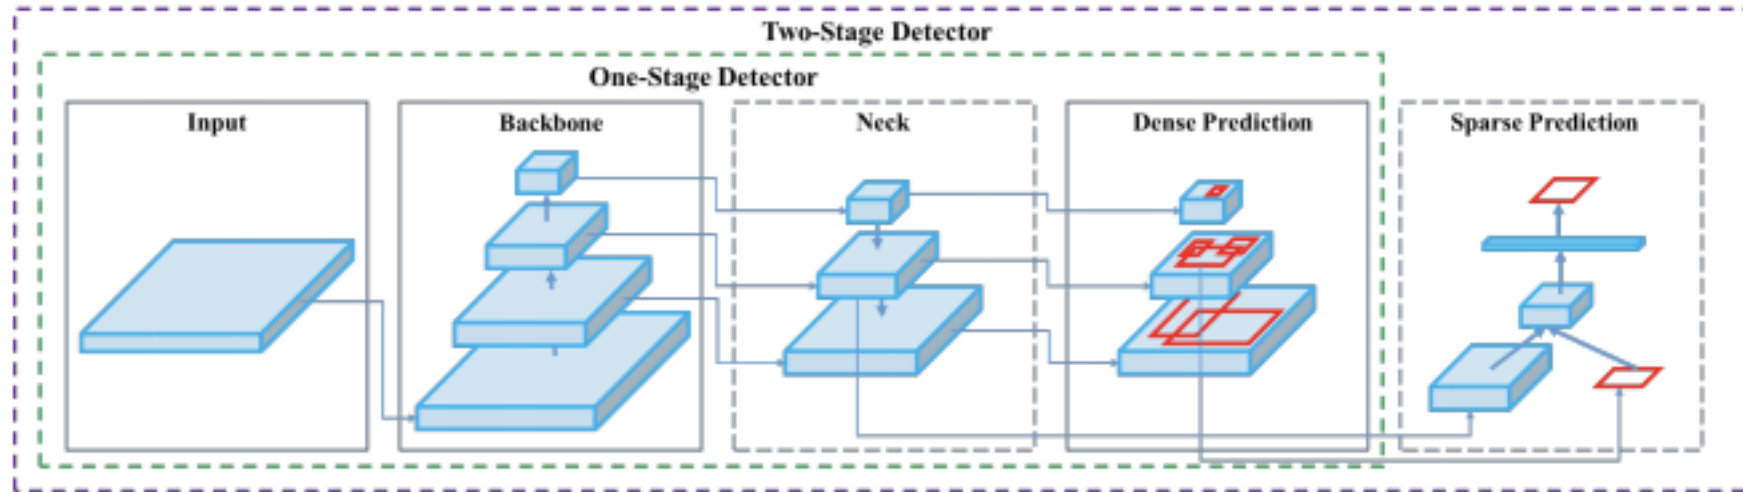 Two-Stage Detector
One-Stage Detector
Input
Backbone
Neck
Dense Prediction
Sparse Prediction